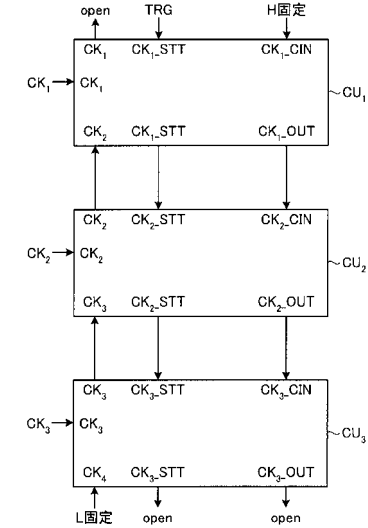 open TRG H固定
CK₁ CK₁_STT CK₁_CIN
CK₁ CK₁ CU₁
CK₂ CK₁_STT CK₁_OUT
CK₂ CK₂_STT CK₂_CIN
CK₂ CK₂ CU₂
CK₃ CK₂_STT CK₂_OUT
CK₃ CK₃_STT CK₃_CIN
CK₃ CK₃ CU₃
CK₄ CK₃_STT CK₃_OUT
L固定 open open